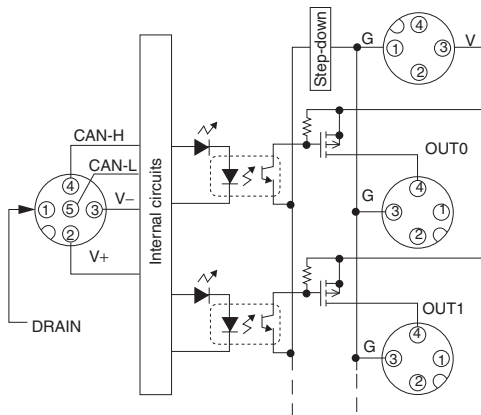 Step-down
G
4
1
3
2
V
CAN-H
CAN-L
4
1
5
3
2
V−
V+
DRAIN
Internal circuits
OUT0
G
4
3
1
2
OUT1
G
4
3
1
2